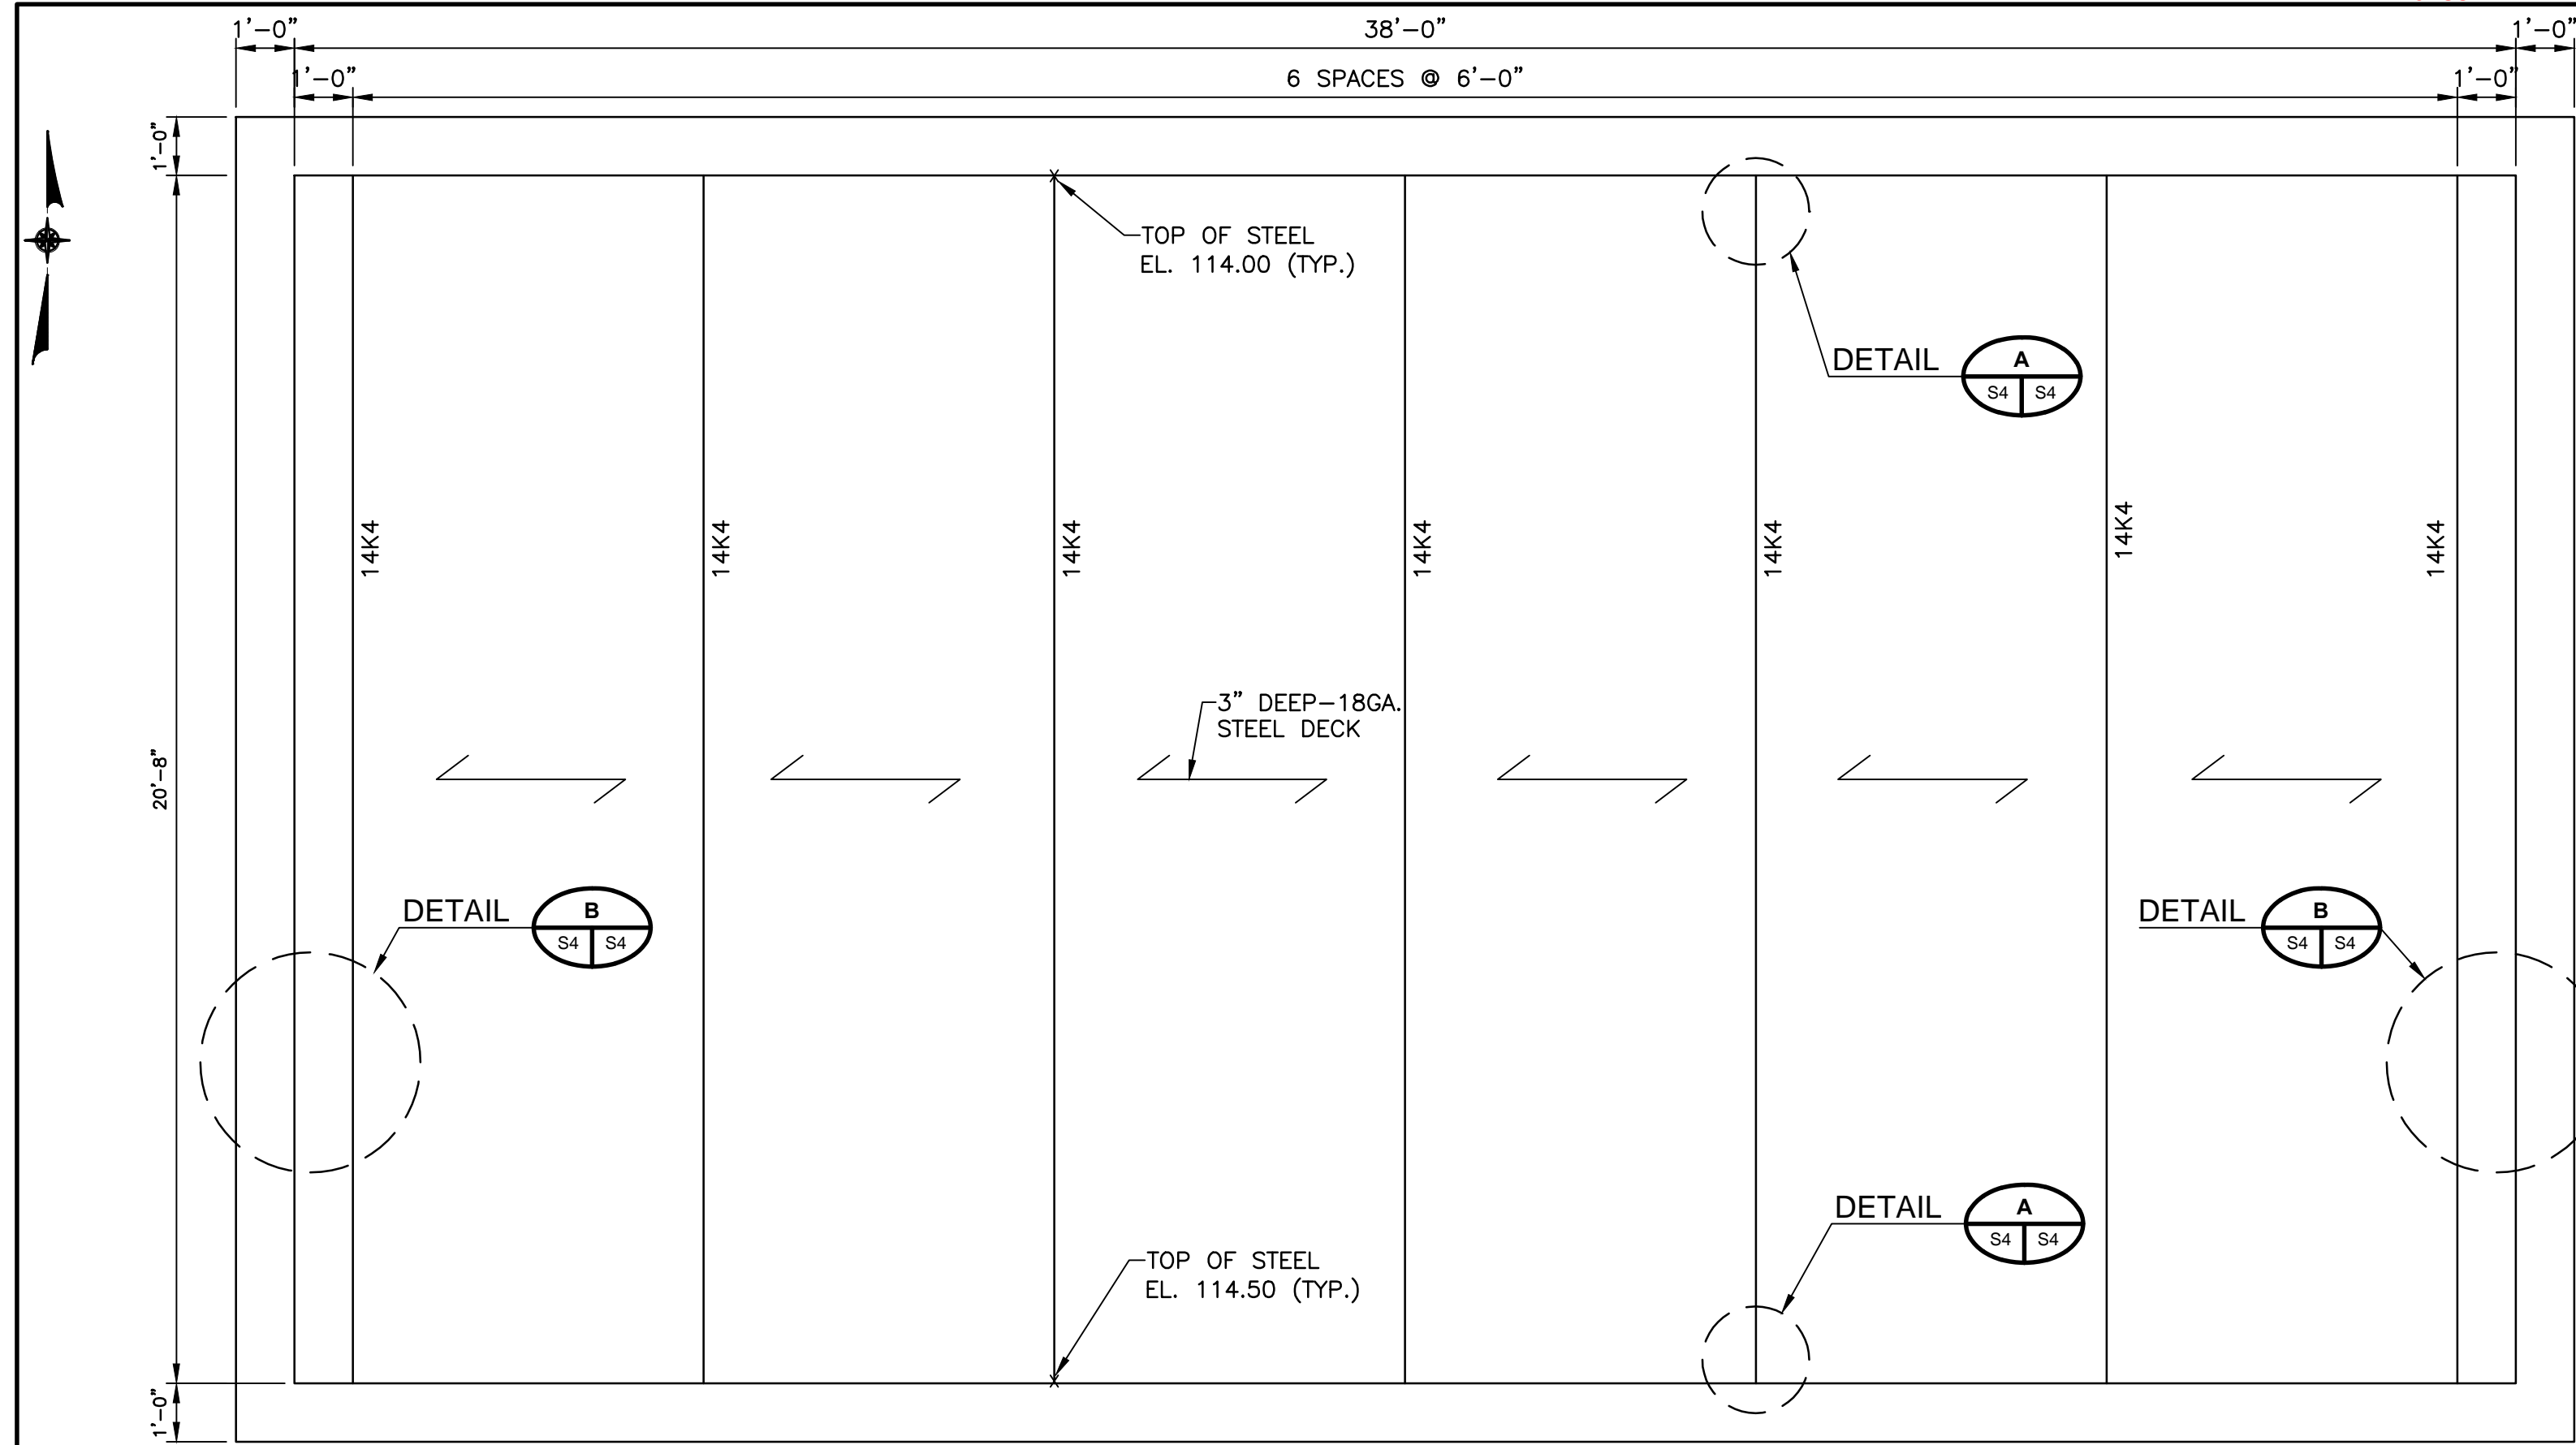 1'-0"
38'-0"
1'-0"
1'-0"
6 SPACES @ 6'-0"
1'-0"
1'-0"
TOP OF STEEL
EL. 114.00 (TYP.)
DETAIL
A
S4 S4
14K4
14K4
14K4
14K4
14K4
14K4
14K4
3" DEEP-18GA.
STEEL DECK
20'-8"
DETAIL
B
S4 S4
DETAIL
B
S4 S4
DETAIL
A
S4 S4
TOP OF STEEL
EL. 114.50 (TYP.)
1'-0"